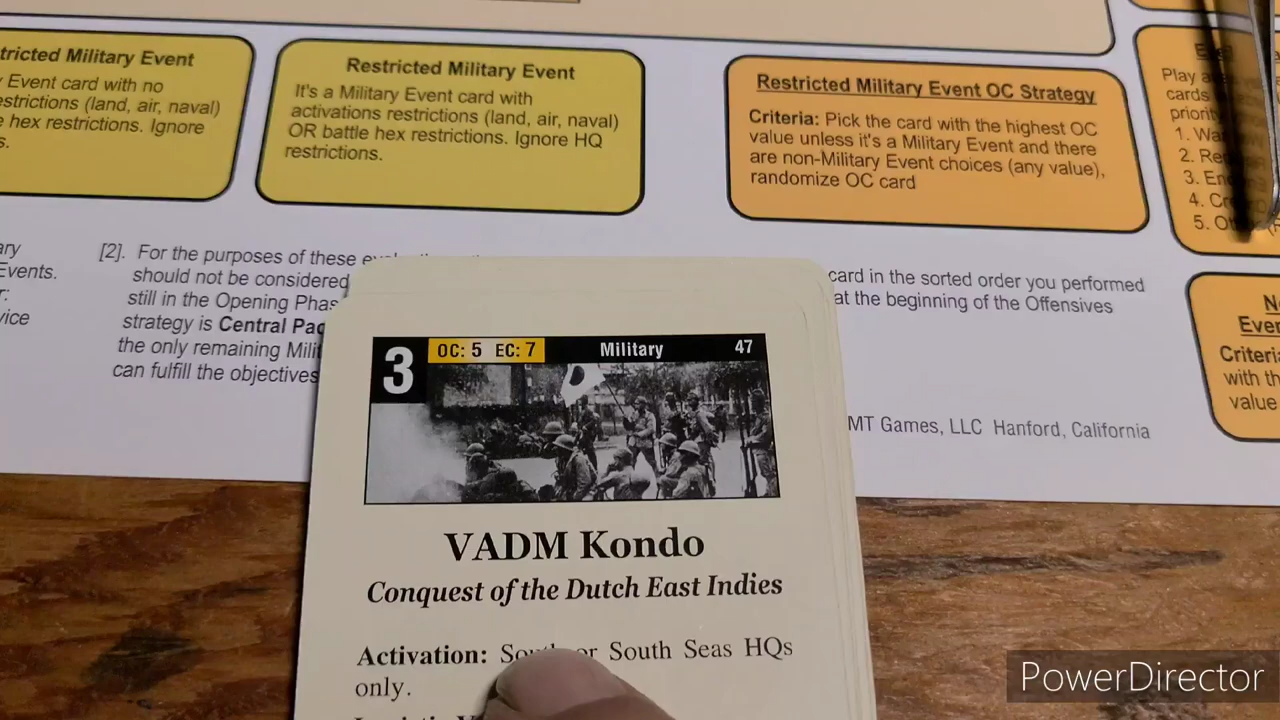 tricted Military Event
Event card with no
estrictions (land, air, naval)
hex restrictions. Ignore
s.
Restricted Military Event
It's a Military Event card with
activations restrictions (land, air, naval)
OR battle hex restrictions. Ignore HQ
restrictions.
Restricted Military Event OC Strategy
Criteria: Pick the card with the highest OC
value unless it's a Military Event and there
are non-Military Event choices (any value),
randomize OC card
Play
cards
priorit
1. Wa
2. Re
3. En
4. C
5. O
ary
Events.
r:
vice
[2]. For the purposes of these
should not be considered
still in the Opening Phas
strategy is Central Pac
the only remaining Milit
can fulfill the objectives
card in the sorted order you performed
at the beginning of the Offensives
MT Games, LLC Hanford, California
N
Even
Criteri
with th
value
3 OC: 5 EC: 7 Military 47
VADM Kondo
Conquest of the Dutch East Indies
Activation: South or South Seas HQs
only.
PowerDirector